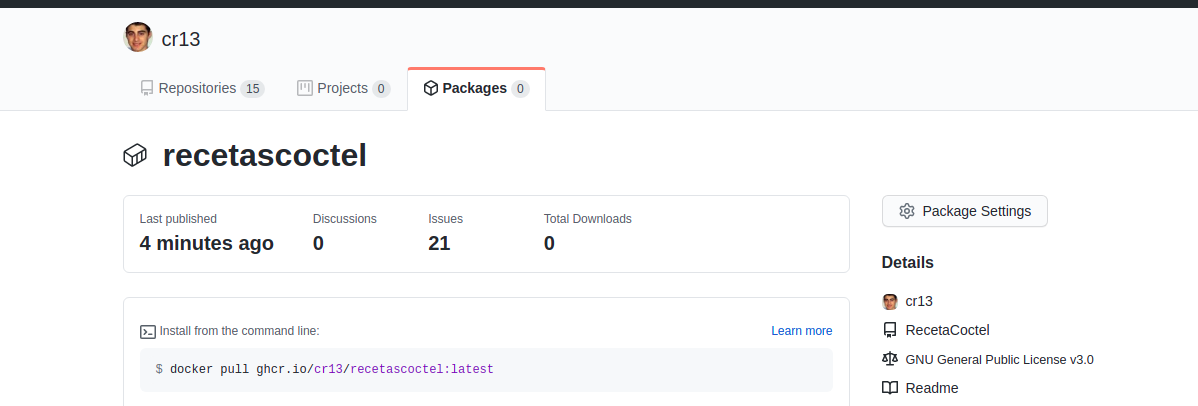 cr13
Repositories 15 Projects 0 Packages 0
recetascoctel
Last published Discussions Issues Total Downloads
4 minutes ago 0 21 0
Package Settings
Details
cr13
RecetaCoctel
GNU General Public License v3.0
Readme
Install from the command line: Learn more
$ docker pull ghcr.io/cr13/recetascoctel:latest